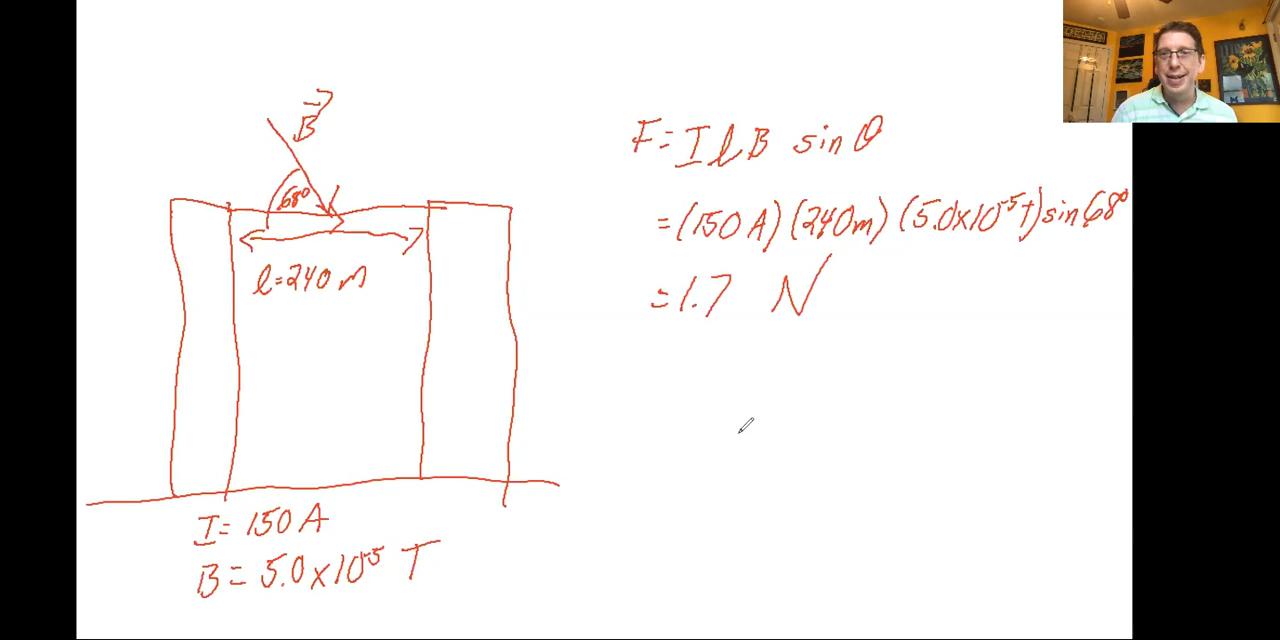 B
68°
l=240 m
I= 150 A
B= 5.0x10⁻⁵ T
F= I l B sin θ
= (150 A) (240m) (5.0x10⁻⁵T) sin 68°
= 1.7 N